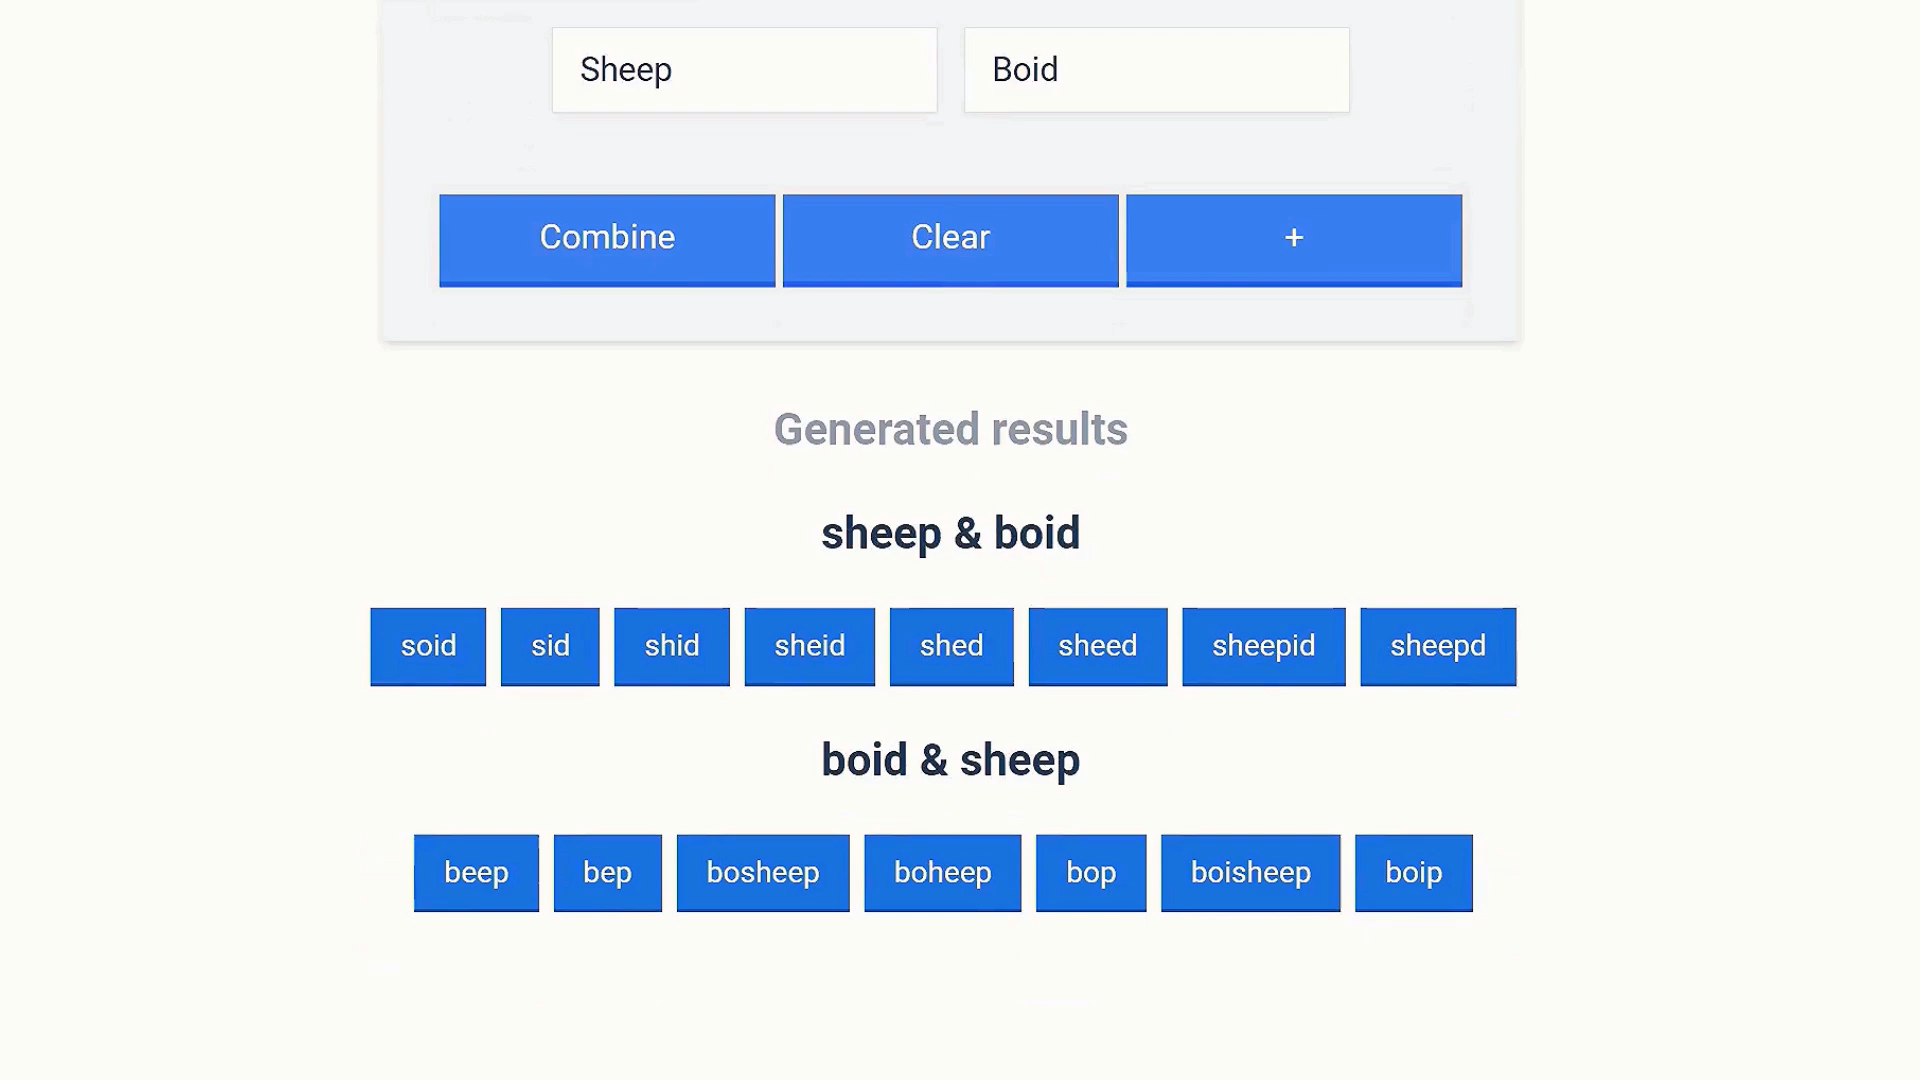 Sheep Boid
Combine Clear +
Generated results
sheep & boid
soid sid shid sheid shed sheed sheepid sheepd
boid & sheep
beep bep bosheep boheep bop boisheep boip